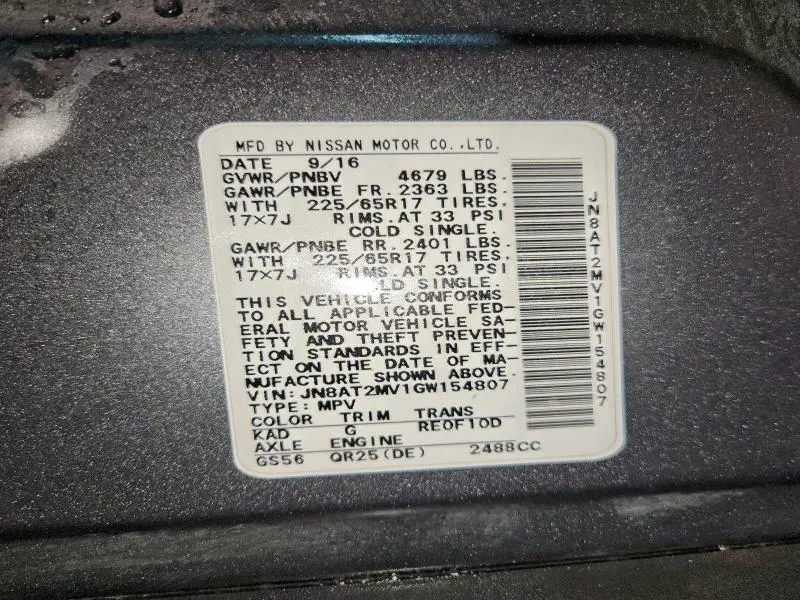 MFD BY NISSAN MOTOR CO.,LTD.
DATE 9/16
GVWR/PNBV 4679 LBS.
GAWR/PNBE FR. 2363 LBS.
WITH 225/65R17 TIRES.
17×7J RIMS.AT 33 PSI
COLD SINGLE.
GAWR/PNBE RR. 2401 LBS.
WITH 225/65R17 TIRES.
17×7J RIMS.AT 33 PSI
LD SINGLE.
THIS VEHICLE CONFORMS
TO ALL APPLICABLE FED-
ERAL MOTOR VEHICLE SA-
FETY AND THEFT PREVEN-
TION STANDARDS IN EFF-
ECT ON THE DATE OF MA-
NUFACTURE SHOWN ABOVE.
VIN:JN8AT2MV1GW154807
TYPE:MPV
COLOR TRIM TRANS
KAD G RE0F10D
AXLE ENGINE
GS56 QR25(DE) 2488CC
JN8AT2MV1GW154807